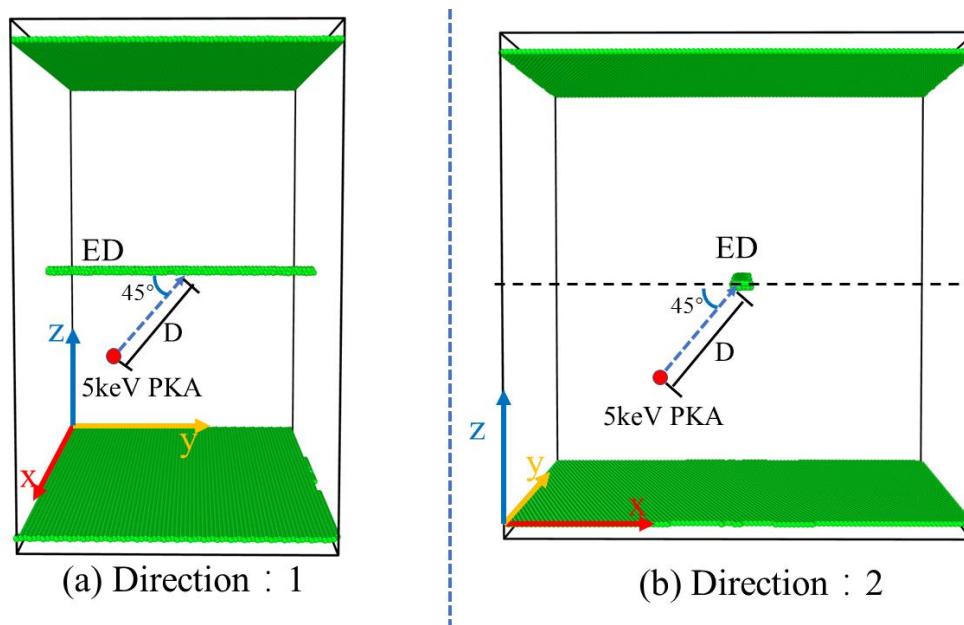 ED
45°
D
5keV PKA
z
y
x
(a) Direction : 1
ED
45°
D
5keV PKA
z
y
x
(b) Direction : 2